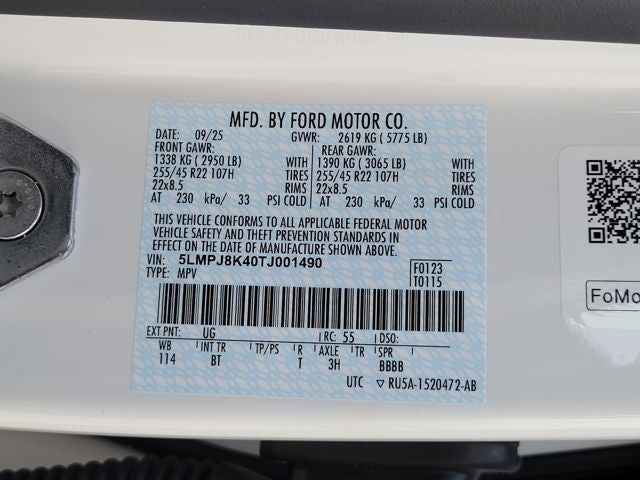 MFD. BY FORD MOTOR CO.
DATE: 09/25 GVWR: 2619 KG ( 5775 LB)
FRONT GAWR: REAR GAWR:
1338 KG ( 2950 LB) WITH 1390 KG ( 3065 LB) WITH
255/45 R22 107H TIRES 255/45 R22 107H TIRES
22x8.5 RIMS 22x8.5 RIMS
AT 230 kPa/ 33 PSI COLD AT 230 kPa/ 33 PSI COLD
THIS VEHICLE CONFORMS TO ALL APPLICABLE FEDERAL MOTOR
VEHICLE SAFETY AND THEFT PREVENTION STANDARDS IN
EFFECT ON THE DATE OF MANUFACTURE SHOWN ABOVE.
VIN: 5LMPJ8K40TJ001490 F0123
TYPE: MPV T0115
EXT PNT: UG RC: 55 DSO:
WB INT TR TP/PS R AXLE TR SPR
114 BT T 3H BBBB
UTC ▽ RU5A-1520472-AB
FoMo